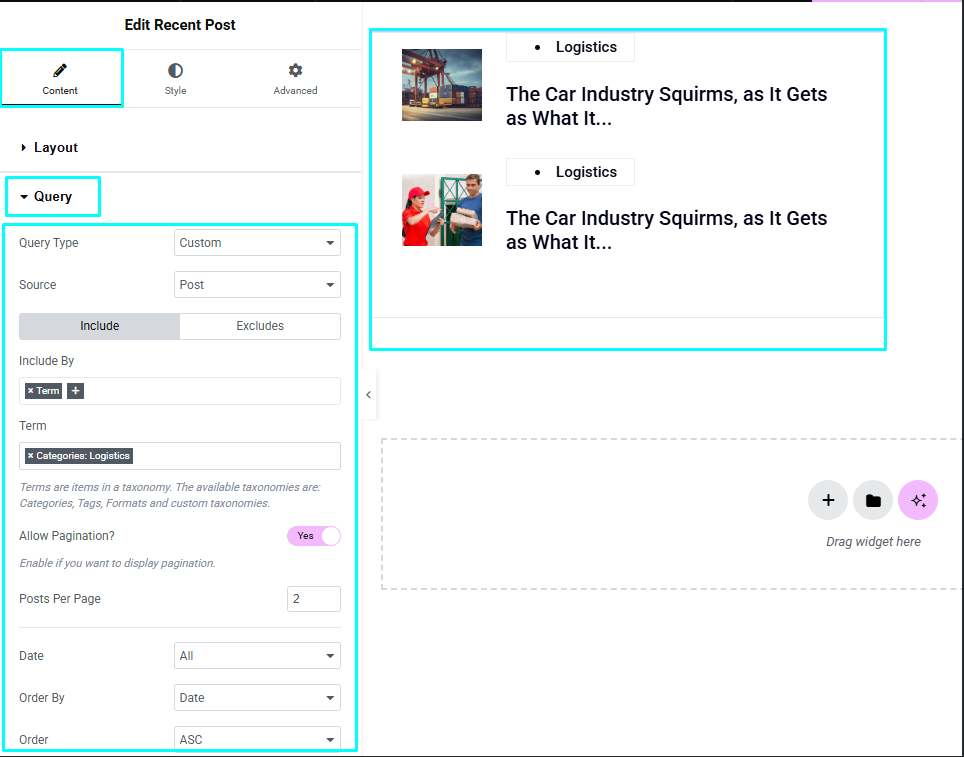 Edit Recent Post
Content
Style
Advanced
Layout
Query
Query Type
Custom
Source
Post
Include
Excludes
Include By
× Term +
Term
× Categories: Logistics
Terms are items in a taxonomy. The available taxonomies are:
Categories, Tags, Formats and custom taxonomies.
Allow Pagination?
Yes
Enable if you want to display pagination.
Posts Per Page
2
Date
All
Order By
Date
Order
ASC
• Logistics
The Car Industry Squirms, as It Gets
as What It...
• Logistics
The Car Industry Squirms, as It Gets
as What It...
Drag widget here